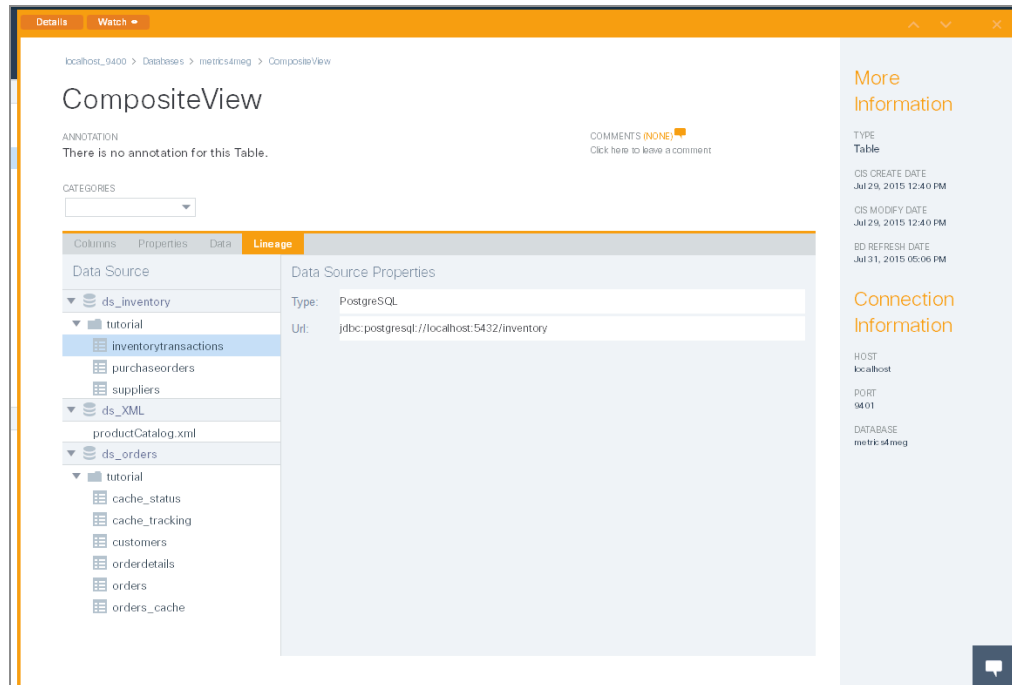 Details Watch
localhost_9400 > Databases > metrics4meg > CompositeView
CompositeView
ANNOTATION
There is no annotation for this Table.
COMMENTS (NONE)
Click here to leave a comment
CATEGORIES
Columns Properties Data Lineage
Data Source
ds_inventory
tutorial
inventorytransactions
purchaseorders
suppliers
ds_XML
productCatalog.xml
ds_orders
tutorial
cache_status
cache_tracking
customers
orderdetails
orders
orders_cache
Data Source Properties
Type: PostgreSQL
Url: jdbc:postgresql://localhost:5432/inventory
More
Information
TYPE
Table
CIS CREATE DATE
Jul 29, 2015 12:40 PM
CIS MODIFY DATE
Jul 29, 2015 12:40 PM
BD REFRESH DATE
Jul 31, 2015 05:06 PM
Connection
Information
HOST
localhost
PORT
9401
DATABASE
metrics4meg